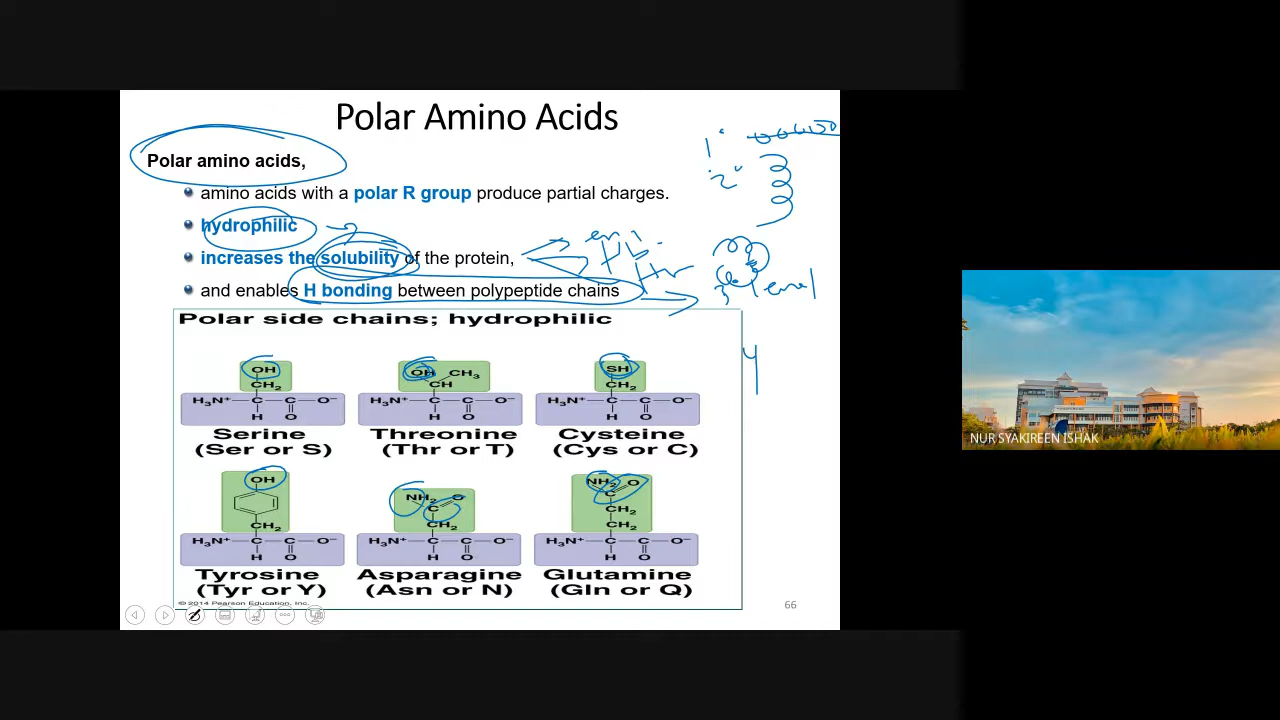 Polar Amino Acids
Polar amino acids,
amino acids with a polar R group produce partial charges.
hydrophilic
increases the solubility of the protein,
and enables H bonding between polypeptide chains
1°
2°
3
4
Polar side chains; hydrophilic
OH
CH₂
H₃N⁺ C C O⁻
H O
Serine
(Ser or S)
OH CH₃
CH
H₃N⁺ C C O⁻
H O
Threonine
(Thr or T)
SH
CH₂
H₃N⁺ C C O⁻
H O
Cysteine
(Cys or C)
OH
CH₂
H₃N⁺ C C O⁻
H O
Tyrosine
(Tyr or Y)
NH₂ O
C
CH₂
H₃N⁺ C C O⁻
H O
Asparagine
(Asn or N)
NH₂ O
C
CH₂
CH₂
H₃N⁺ C C O⁻
H O
Glutamine
(Gln or Q)
© 2014 Pearson Education, Inc.
66
NUR SYAKIREEN ISHAK